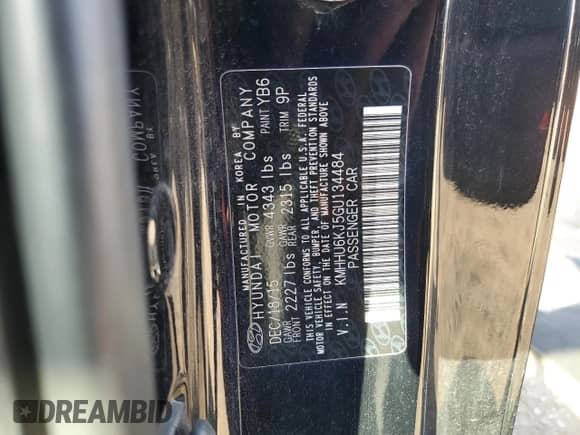 MANUFACTURED IN KOREA BY
HYUNDAI MOTOR COMPANY
DEC/18/15 GVWR 4343 lbs PAINT YB6
GAWR FRONT 2227 lbs GAWR REAR 2315 lbs TRIM 9P
THIS VEHICLE CONFORMS TO ALL APPLICABLE U.S.A. FEDERAL
MOTOR VEHICLE SAFETY, BUMPER, AND THEFT PREVENTION STANDARDS
IN EFFECT ON THE DATE OF MANUFACTURE SHOWN ABOVE
V.I.N KMHHU6KJ5GU134484
PASSENGER CAR
DREAMBID